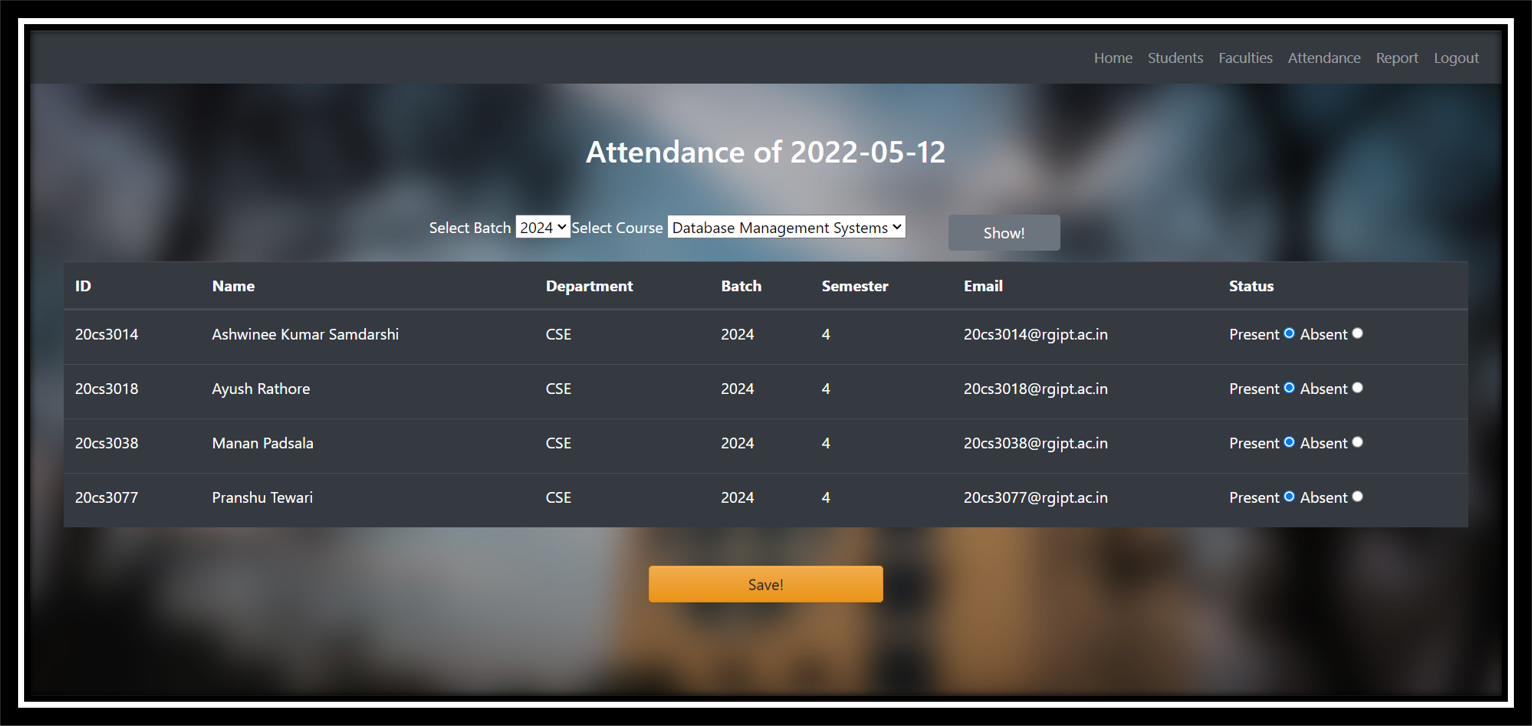 Home Students Faculties Attendance Report Logout
Attendance of 2022-05-12
Select Batch 2024 Select Course Database Management Systems Show!
ID Name Department Batch Semester Email Status
20cs3014 Ashwinee Kumar Samdarshi CSE 2024 4 20cs3014@rgipt.ac.in Present Absent
20cs3018 Ayush Rathore CSE 2024 4 20cs3018@rgipt.ac.in Present Absent
20cs3038 Manan Padsala CSE 2024 4 20cs3038@rgipt.ac.in Present Absent
20cs3077 Pranshu Tewari CSE 2024 4 20cs3077@rgipt.ac.in Present Absent
Save!